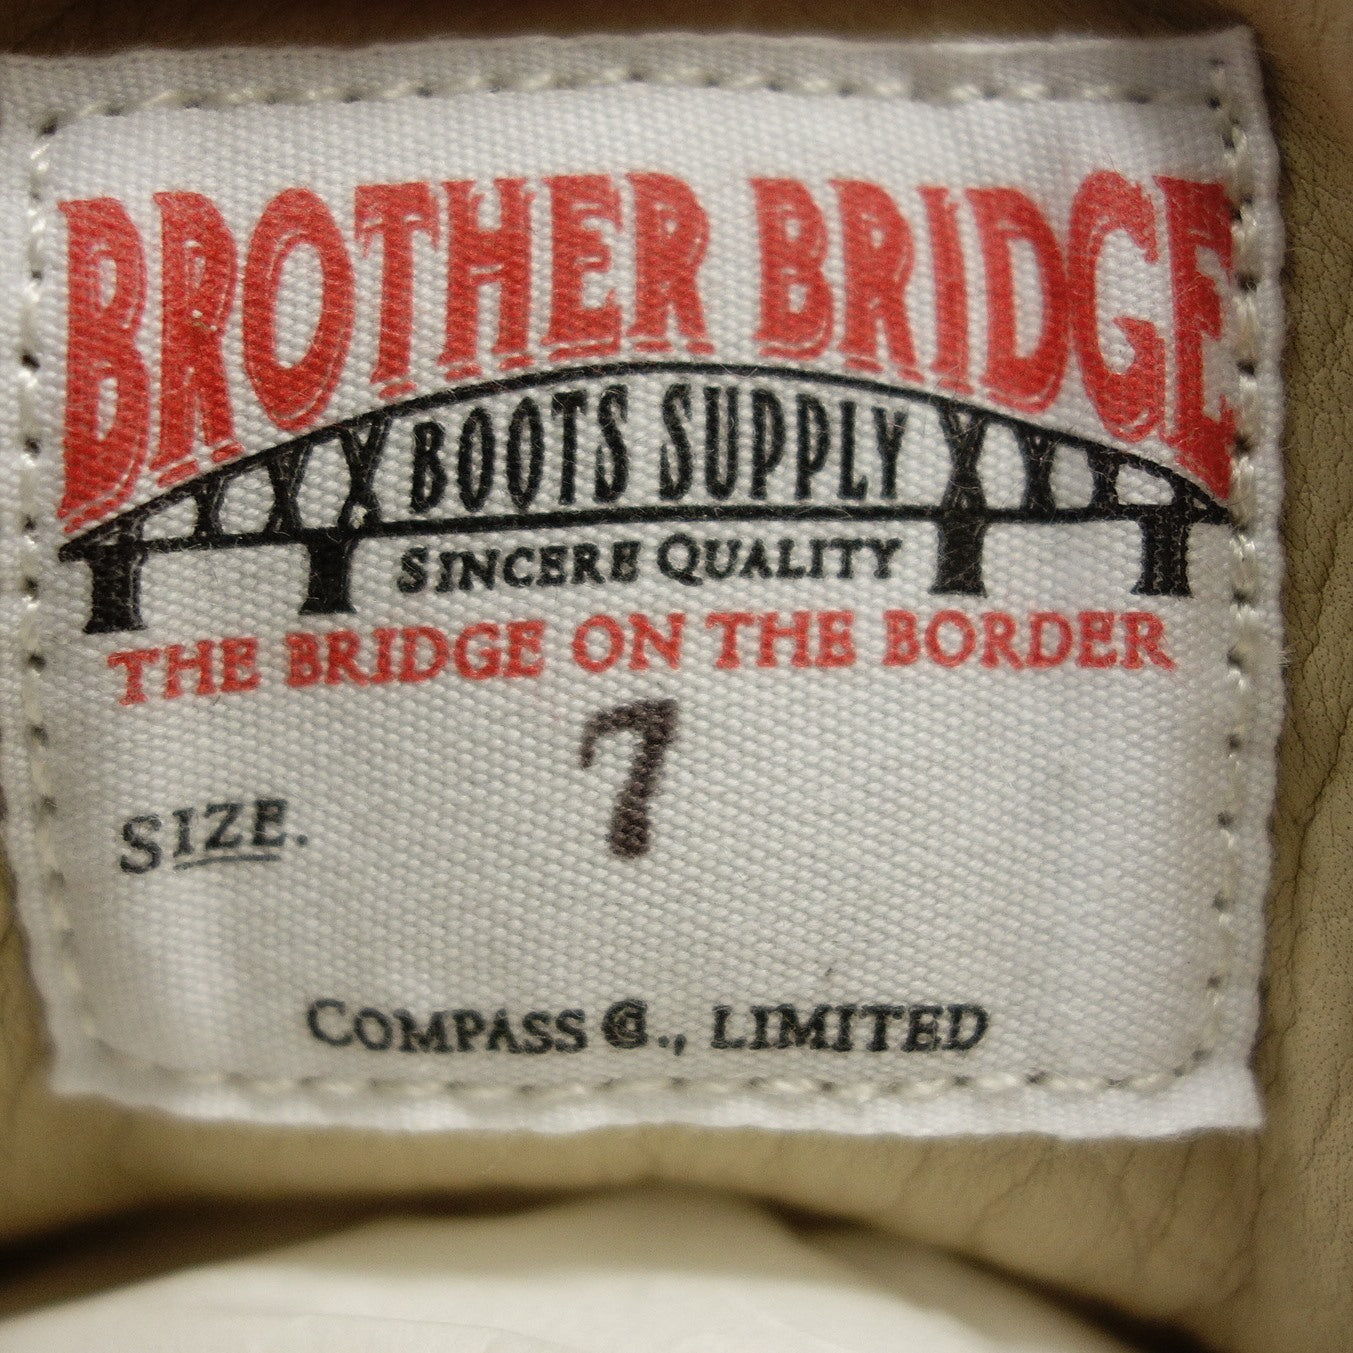 BROTHER BRIDGE
BOOTS SUPPLY
SINCERE QUALITY
THE BRIDGE ON THE BORDER
7
SIZE.
COMPASS Co., LIMITED